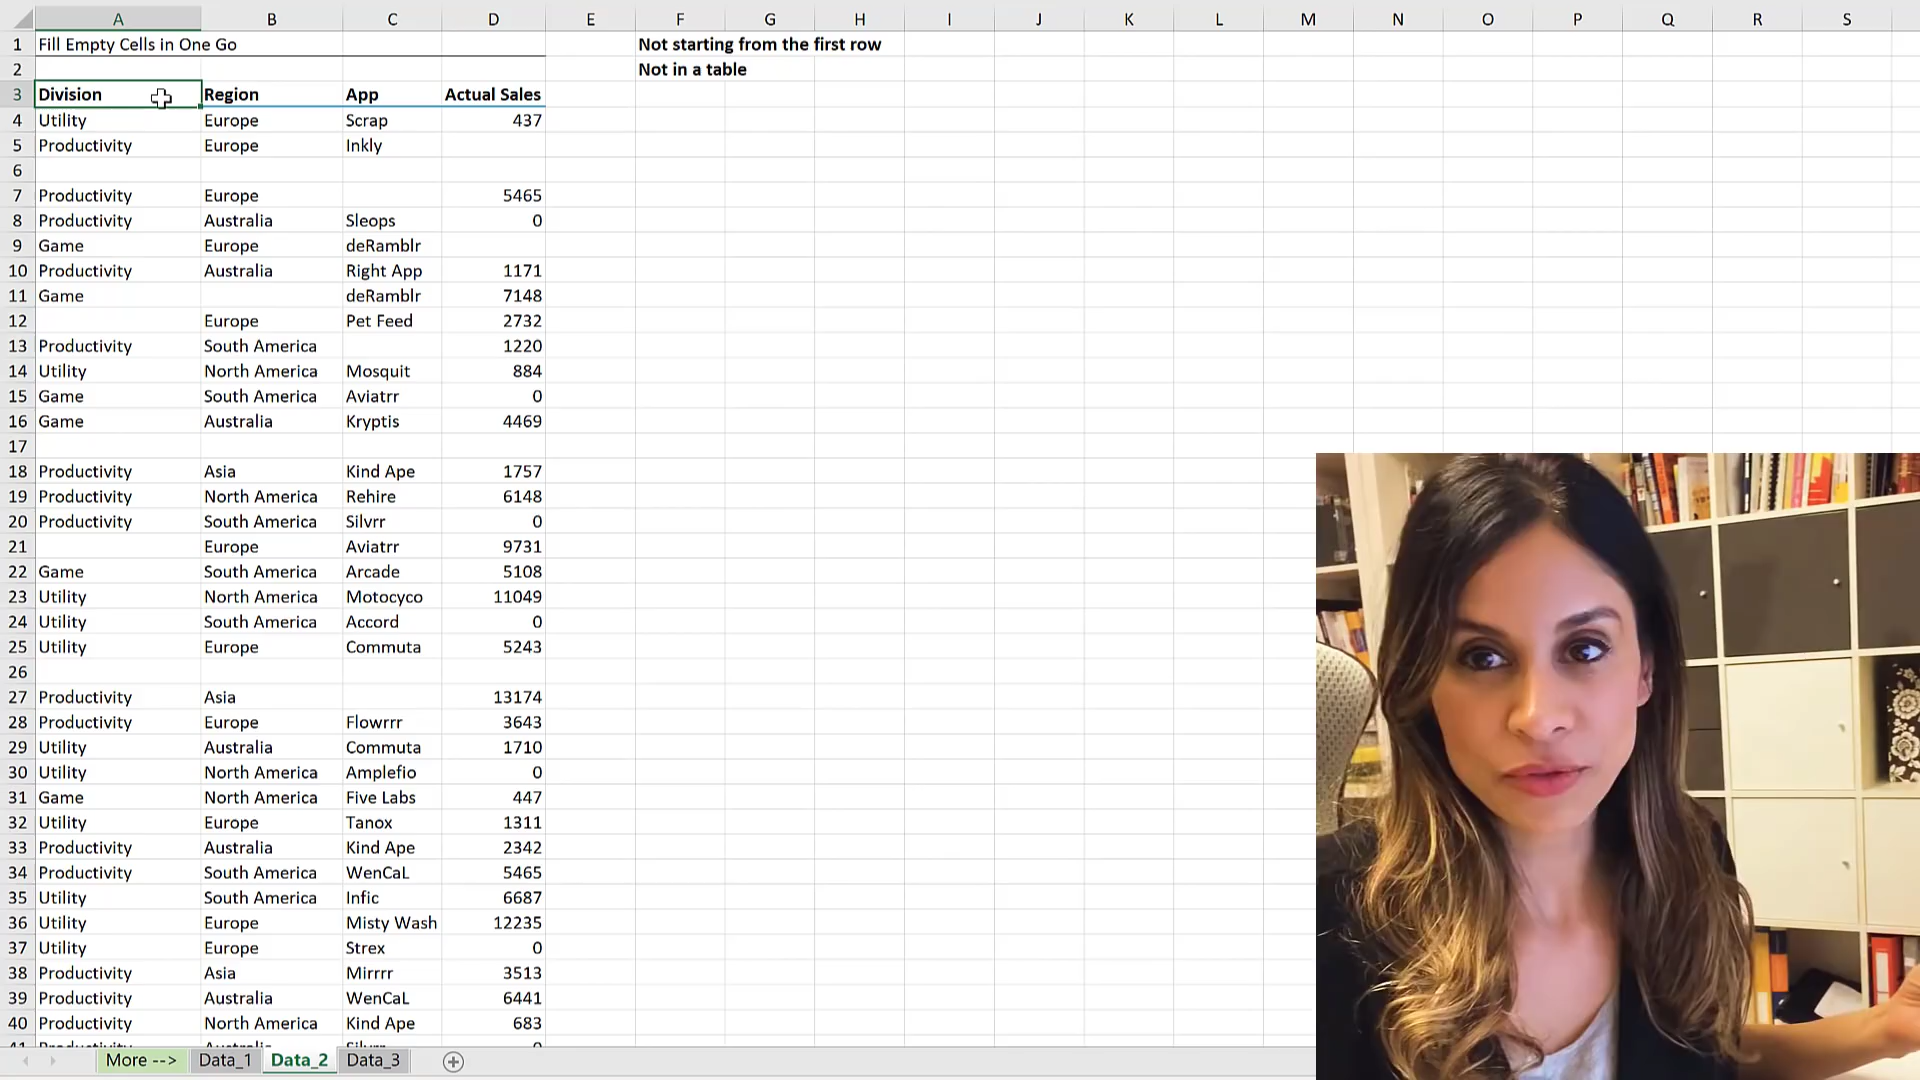 A B C D E F G H I J K L M N O P Q R S
1 Fill Empty Cells in One Go Not starting from the first row
2 Not in a table
3 Division Region App Actual Sales
4 Utility Europe Scrap 437
5 Productivity Europe Inkly
6
7 Productivity Europe 5465
8 Productivity Australia Sleops 0
9 Game Europe deRamblr
10 Productivity Australia Right App 1171
11 Game deRamblr 7148
12 Europe Pet Feed 2732
13 Productivity South America 1220
14 Utility North America Mosquit 884
15 Game South America Aviatrr 0
16 Game Australia Kryptis 4469
17
18 Productivity Asia Kind Ape 1757
19 Productivity North America Rehire 6148
20 Productivity South America Silvrr 0
21 Europe Aviatrr 9731
22 Game South America Arcade 5108
23 Utility North America Motocyco 11049
24 Utility South America Accord 0
25 Utility Europe Commuta 5243
26
27 Productivity Asia 13174
28 Productivity Europe Flowrrr 3643
29 Utility Australia Commuta 1710
30 Utility North America Amplefio 0
31 Game North America Five Labs 447
32 Utility Europe Tanox 1311
33 Productivity Australia Kind Ape 2342
34 Productivity South America WenCaL 5465
35 Utility South America Infic 6687
36 Utility Europe Misty Wash 12235
37 Utility Europe Strex 0
38 Productivity Asia Mirrrr 3513
39 Productivity Australia WenCaL 6441
40 Productivity North America Kind Ape 683
41 Productivity Australia Silvrr 0
More --> Data_1 Data_2 Data_3